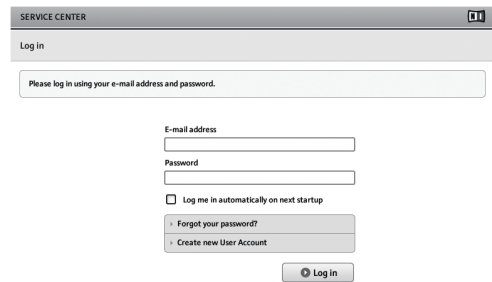 SERVICE CENTER
Log in
Please log in using your e-mail address and password.
E-mail address
Password
Log me in automatically on next startup
Forgot your password?
Create new User Account
Log in